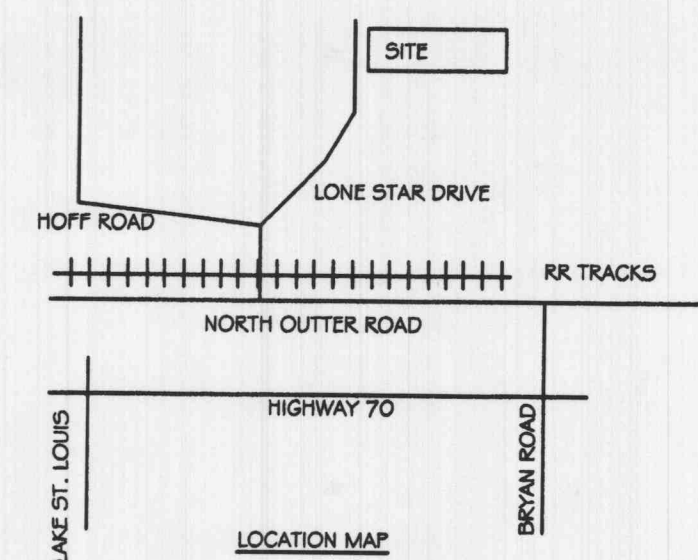 SITE
LONE STAR DRIVE
HOFF ROAD
RR TRACKS
NORTH OUTTER ROAD
HIGHWAY 70
LAKE ST. LOUIS
BRYAN ROAD
LOCATION MAP